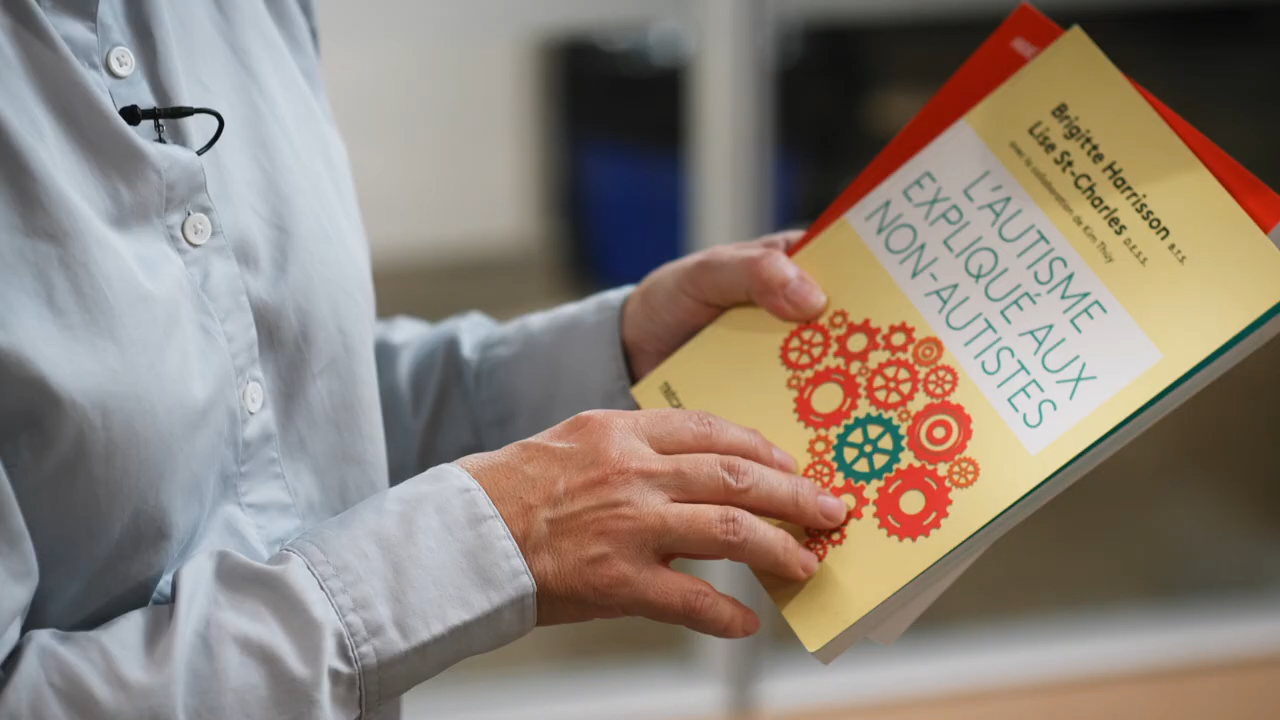 Brigitte Harrisson B.T.S.
Lise St-Charles D.E.S.S.
avec la collaboration de Kim Thúy
L'AUTISME
EXPLIQUÉ AUX
NON-AUTISTES